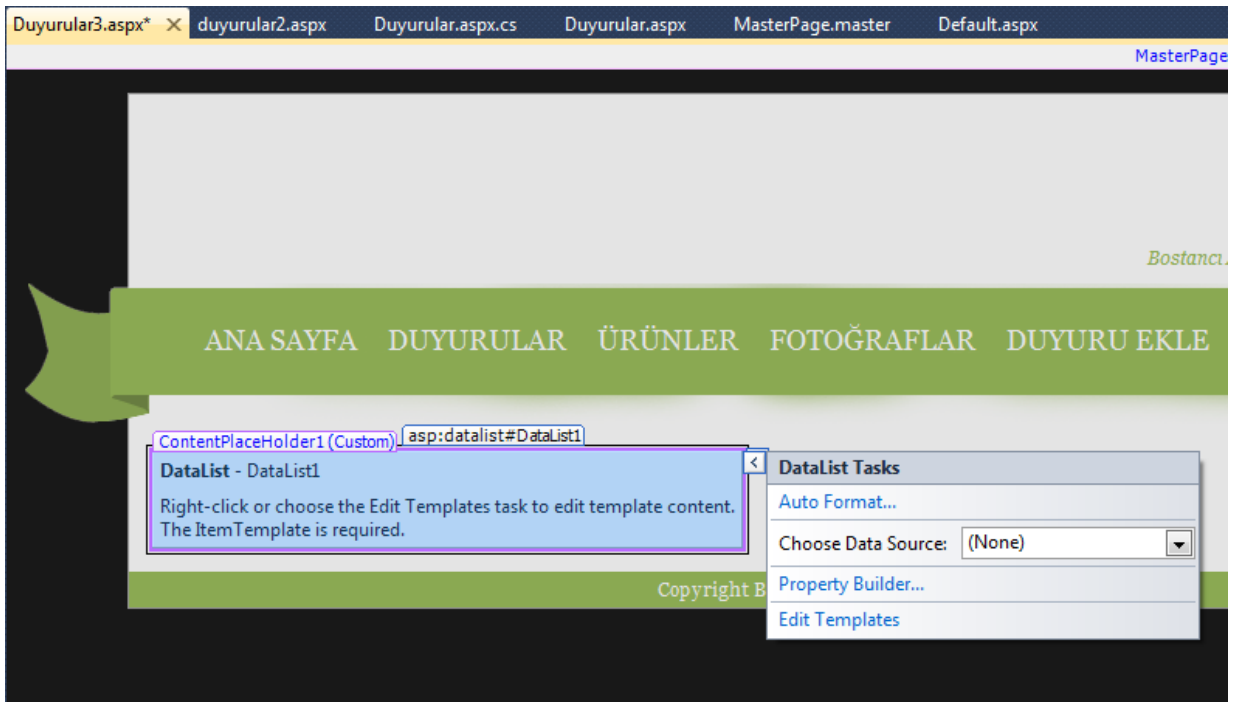 Duyurular3.aspx* duyurular2.aspx Duyurular.aspx.cs Duyurular.aspx MasterPage.master Default.aspx
MasterPage
Bostancı
ANA SAYFA DUYURULAR ÜRÜNLER FOTOĞRAFLAR DUYURU EKLE
ContentPlaceHolder1 (Custom) asp:datalist#DataList1
DataList - DataList1
Right-click or choose the Edit Templates task to edit template content.
The ItemTemplate is required.
DataList Tasks
Auto Format...
Choose Data Source: (None)
Property Builder...
Edit Templates
Copyright B